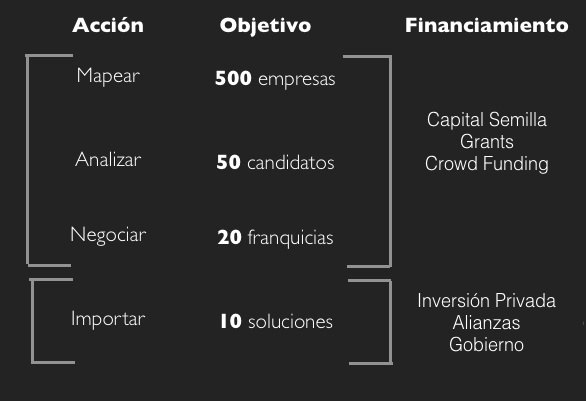 Acción Objetivo Financiamiento
Mapear 500 empresas
Analizar 50 candidatos
Negociar 20 franquicias
Capital Semilla
Grants
Crowd Funding
Importar 10 soluciones
Inversión Privada
Alianzas
Gobierno